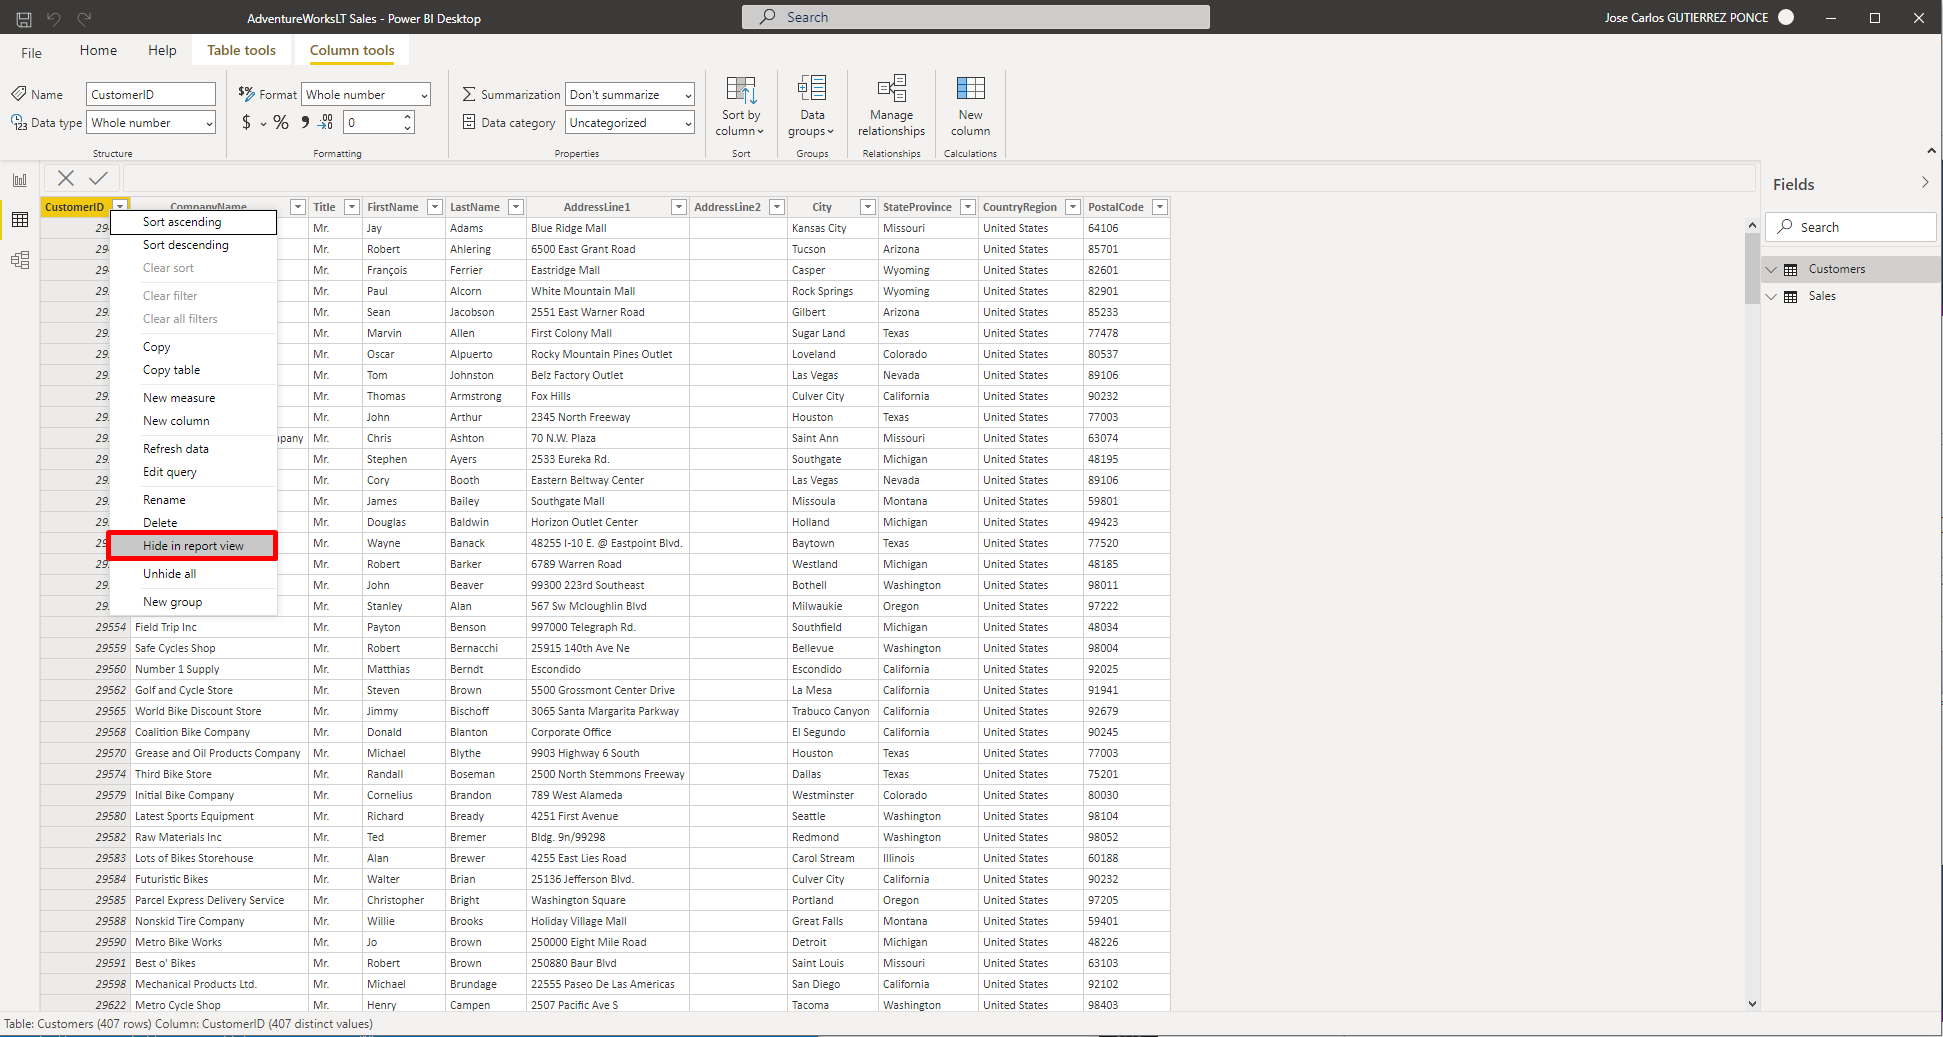 AdventureWorksLT Sales - Power BI Desktop
Search
Jose Carlos GUTIERREZ PONCE
File Home Help Table tools Column tools
Name CustomerID
Data type Whole number
Structure
Format Whole number
$ % 0
Formatting
Summarization Don't summarize
Data category Uncategorized
Properties
Sort by
column
Sort
Data
groups
Groups
Manage
relationships
Relationships
New
column
Calculations
Fields
Search
Customers
Sales
CustomerID CompanyName Title FirstName LastName AddressLine1 AddressLine2 City StateProvince CountryRegion PostalCode
Sort ascending
Sort descending
Clear sort
Clear filter
Clear all filters
Copy
Copy table
New measure
New column
Refresh data
Edit query
Rename
Delete
Hide in report view
Unhide all
New group
Mr. Jay Adams Blue Ridge Mall Kansas City Missouri United States 64106
Mr. Robert Ahlering 6500 East Grant Road Tucson Arizona United States 85701
Mr. François Ferrier Eastridge Mall Casper Wyoming United States 82601
Mr. Paul Alcorn White Mountain Mall Rock Springs Wyoming United States 82901
Mr. Sean Jacobson 2551 East Warner Road Gilbert Arizona United States 85233
Mr. Marvin Allen First Colony Mall Sugar Land Texas United States 77478
Mr. Oscar Alpuerto Rocky Mountain Pines Outlet Loveland Colorado United States 80537
Mr. Tom Johnston Belz Factory Outlet Las Vegas Nevada United States 89106
Mr. Thomas Armstrong Fox Hills Culver City California United States 90232
Mr. John Arthur 2345 North Freeway Houston Texas United States 77003
Mr. Chris Ashton 70 N.W. Plaza Saint Ann Missouri United States 63074
Mr. Stephen Ayers 2533 Eureka Rd. Southgate Michigan United States 48195
Mr. Cory Booth Eastern Beltway Center Las Vegas Nevada United States 89106
Mr. James Bailey Southgate Mall Missoula Montana United States 59801
Mr. Douglas Baldwin Horizon Outlet Center Holland Michigan United States 49423
Mr. Wayne Banack 48255 I-10 E. @ Eastpoint Blvd. Baytown Texas United States 77520
Mr. Robert Barker 6789 Warren Road Westland Michigan United States 48185
Mr. John Beaver 99300 223rd Southeast Bothell Washington United States 98011
Mr. Stanley Alan 567 Sw Mcloughlin Blvd Milwaukie Oregon United States 97222
29554 Field Trip Inc Mr. Payton Benson 997000 Telegraph Rd. Southfield Michigan United States 48034
29559 Safe Cycles Shop Mr. Robert Bernacchi 25915 140th Ave Ne Bellevue Washington United States 98004
29560 Number 1 Supply Mr. Matthias Berndt Escondido Escondido California United States 92025
29562 Golf and Cycle Store Mr. Steven Brown 5500 Grossmont Center Drive La Mesa California United States 91941
29565 World Bike Discount Store Mr. Jimmy Bischoff 3065 Santa Margarita Parkway Trabuco Canyon California United States 92679
29568 Coalition Bike Company Mr. Donald Blanton Corporate Office El Segundo California United States 90245
29570 Grease and Oil Products Company Mr. Michael Blythe 9903 Highway 6 South Houston Texas United States 77003
29574 Third Bike Store Mr. Randall Boseman 2500 North Stemmons Freeway Dallas Texas United States 75201
29579 Initial Bike Company Mr. Cornelius Brandon 789 West Alameda Westminster Colorado United States 80030
29580 Latest Sports Equipment Mr. Richard Bready 4251 First Avenue Seattle Washington United States 98104
29582 Raw Materials Inc Mr. Ted Bremer Bldg. 9n/99298 Redmond Washington United States 98052
29583 Lots of Bikes Storehouse Mr. Alan Brewer 4255 East Lies Road Carol Stream Illinois United States 60188
29584 Futuristic Bikes Mr. Walter Brian 25136 Jefferson Blvd. Culver City California United States 90232
29585 Parcel Express Delivery Service Mr. Christopher Bright Washington Square Portland Oregon United States 97205
29588 Nonskid Tire Company Mr. Willie Brooks Holiday Village Mall Great Falls Montana United States 59401
29590 Metro Bike Works Mr. Jo Brown 250000 Eight Mile Road Detroit Michigan United States 48226
29591 Best o' Bikes Mr. Robert Brown 250880 Baur Blvd Saint Louis Missouri United States 63103
29598 Mechanical Products Ltd. Mr. Michael Brundage 22555 Paseo De Las Americas San Diego California United States 92102
29622 Metro Cycle Shop Mr. Henry Campen 2507 Pacific Ave S Tacoma Washington United States 98403
Table: Customers (407 rows) Column: CustomerID (407 distinct values)